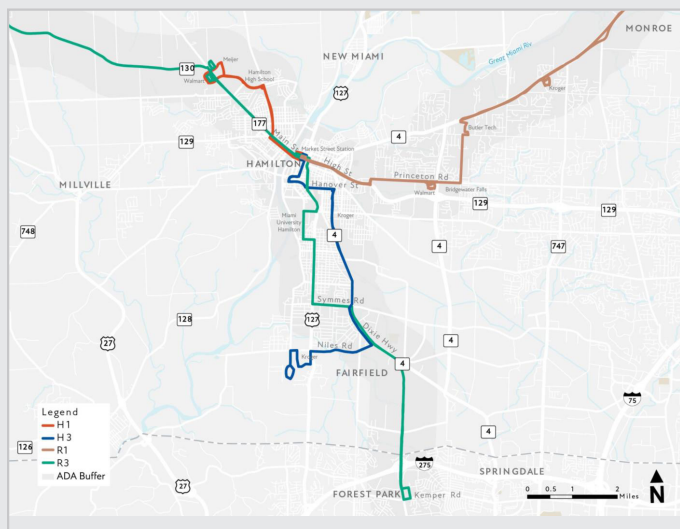 MONROE
NEW MIAMI
Great Miami Riv
Meijer
130
Walmart
Hamilton
High School
127
Kroger
177
Butler Tech
4
129
Main St
Market Street Station
HAMILTON
High St
Princeton Rd
MILLVILLE
Hanover St
Walmart
Bridgewater Falls
129
129
Miami
University
Hamilton
Kroger
748
4
4
747
Symmes Rd
128
127
Dixie Hwy
27
Niles Rd
4
Kroger
4
FAIRFIELD
75
Legend
H1
H3
R1
R3
ADA Buffer
126
4
275
SPRINGDALE
27
FOREST PARK
Kemper Rd
0 0.5 1 2
Miles
N